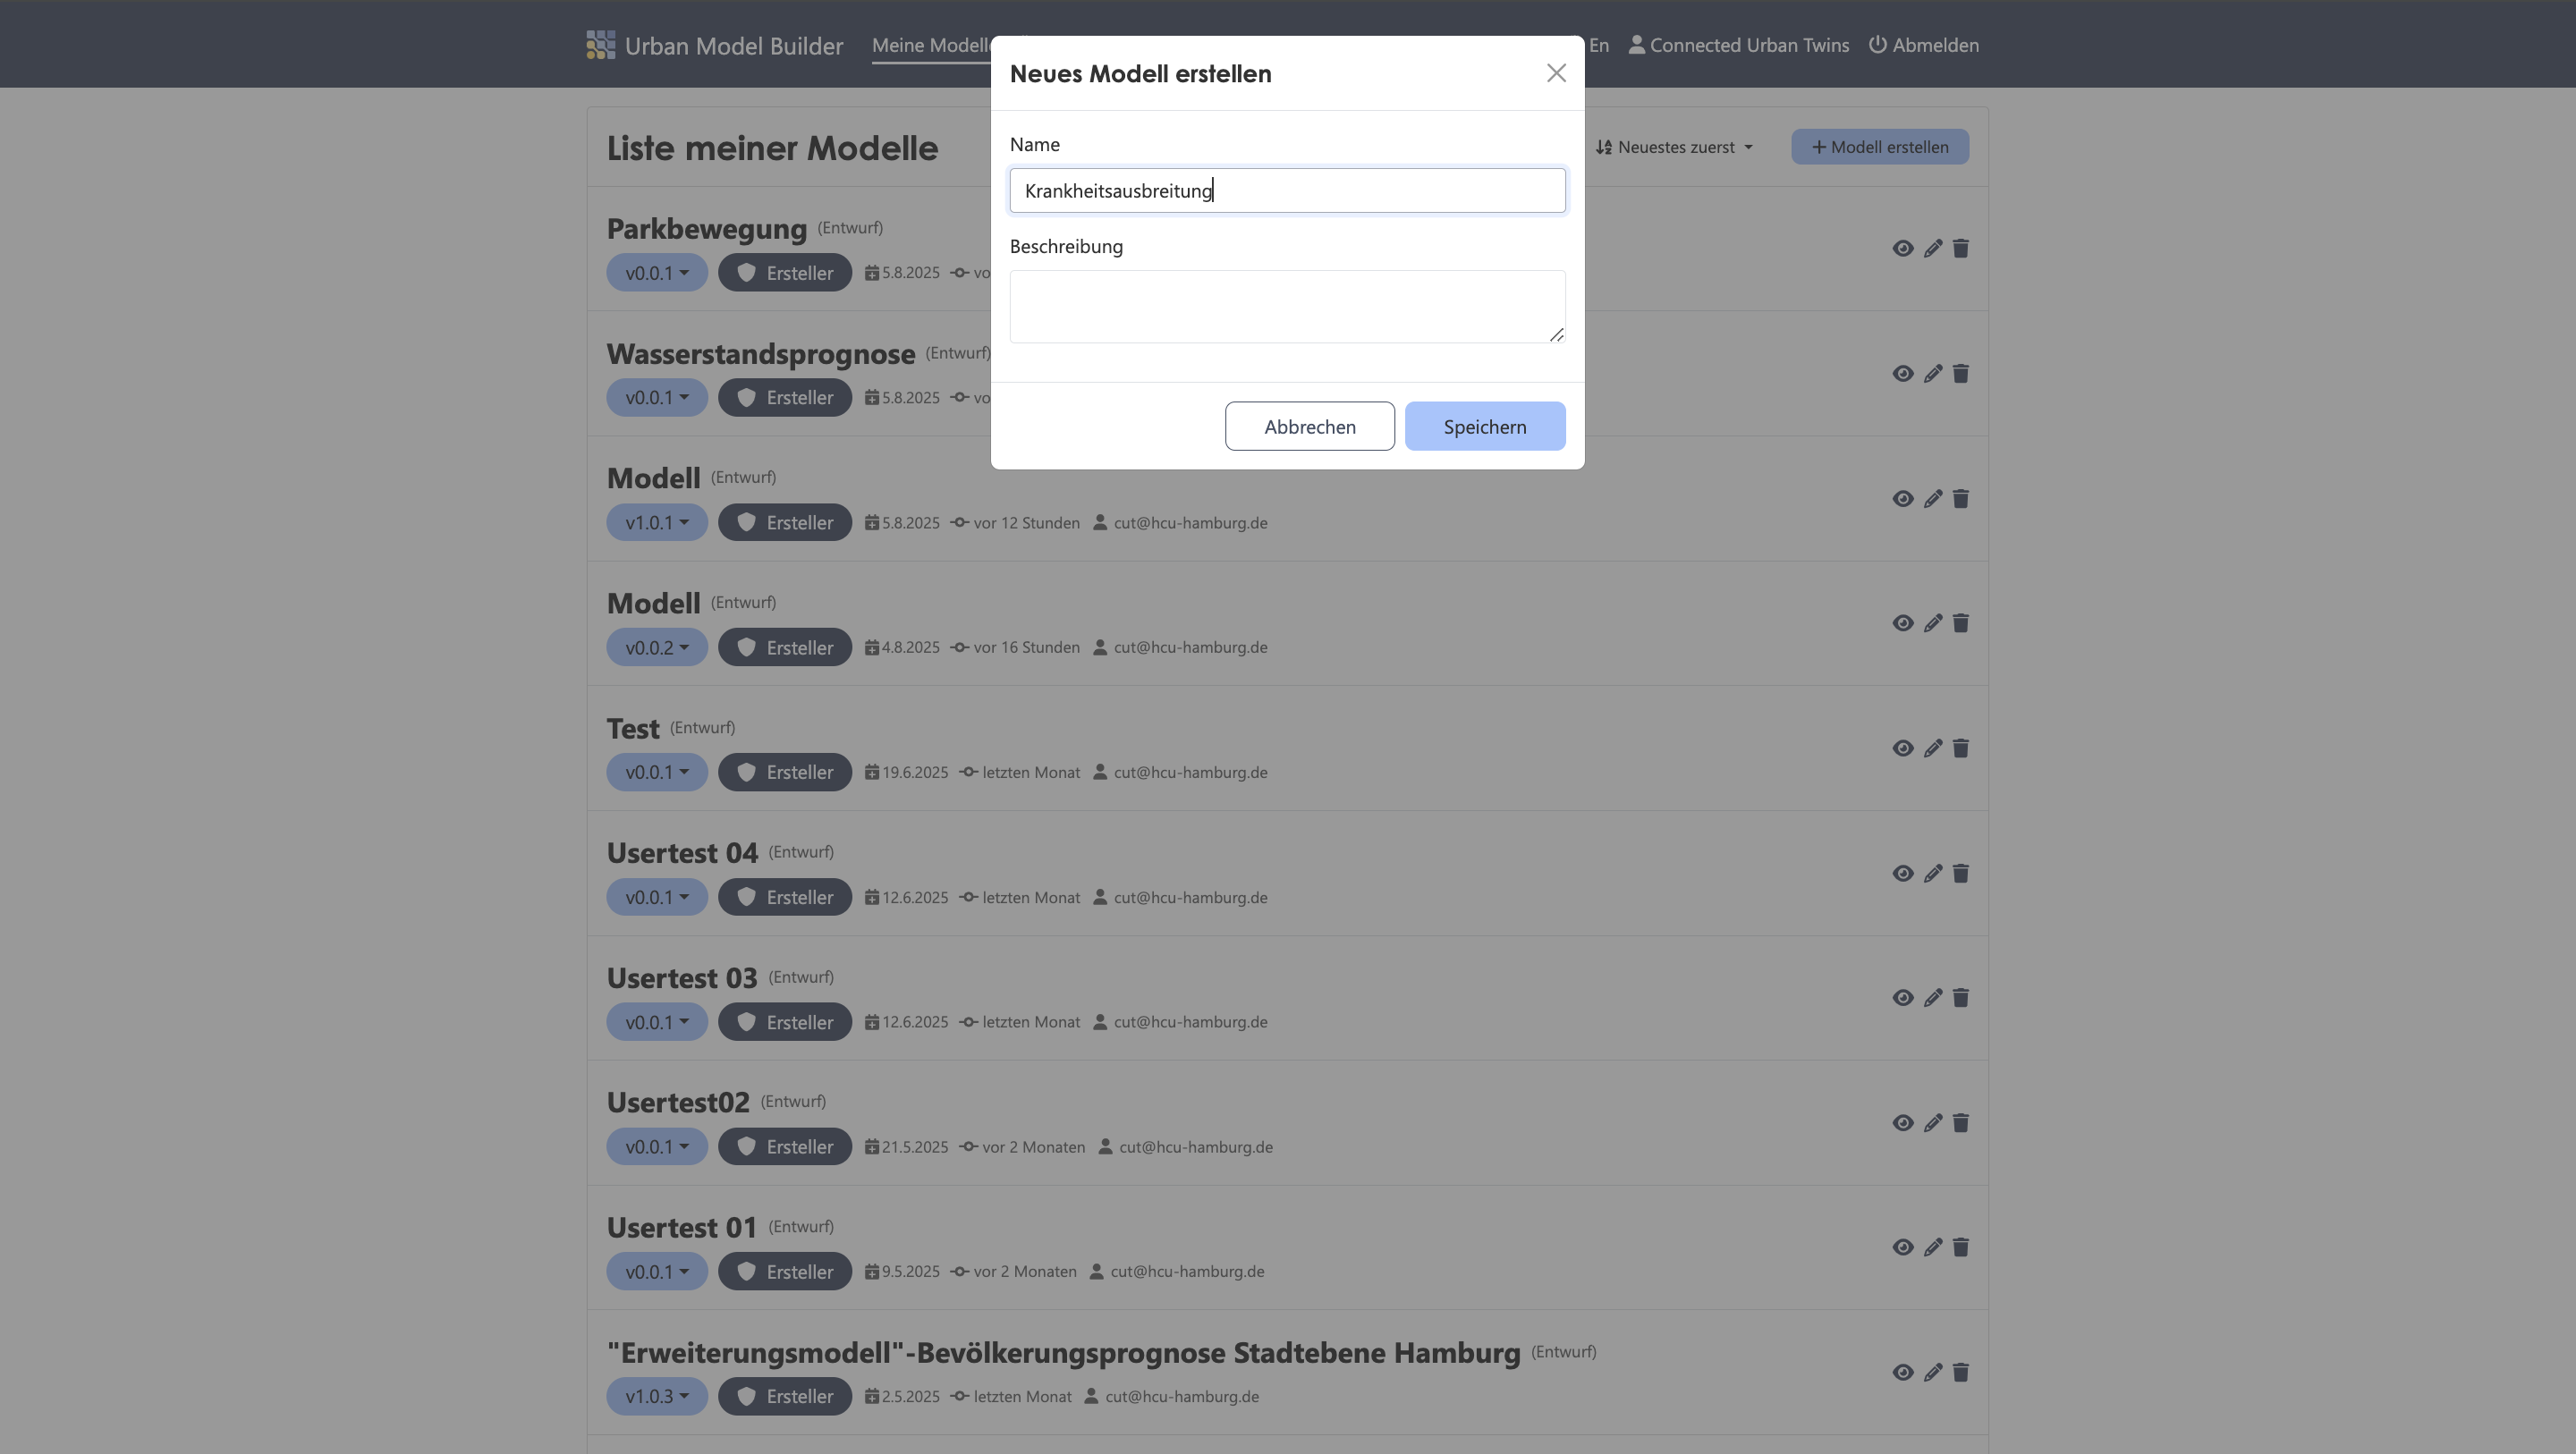 Urban Model Builder Meine Modelle En Connected Urban Twins Abmelden
Neues Modell erstellen
Name
Krankheitsausbreitung
Beschreibung
Abbrechen Speichern
Liste meiner Modelle Neuestes zuerst Modell erstellen
Parkbewegung (Entwurf)
v0.0.1 Ersteller 5.8.2025 vo
Wasserstandsprognose (Entwurf)
v0.0.1 Ersteller 5.8.2025 vo
Modell (Entwurf)
v1.0.1 Ersteller 5.8.2025 vor 12 Stunden cut@hcu-hamburg.de
Modell (Entwurf)
v0.0.2 Ersteller 4.8.2025 vor 16 Stunden cut@hcu-hamburg.de
Test (Entwurf)
v0.0.1 Ersteller 19.6.2025 letzten Monat cut@hcu-hamburg.de
Usertest 04 (Entwurf)
v0.0.1 Ersteller 12.6.2025 letzten Monat cut@hcu-hamburg.de
Usertest 03 (Entwurf)
v0.0.1 Ersteller 12.6.2025 letzten Monat cut@hcu-hamburg.de
Usertest02 (Entwurf)
v0.0.1 Ersteller 21.5.2025 vor 2 Monaten cut@hcu-hamburg.de
Usertest 01 (Entwurf)
v0.0.1 Ersteller 9.5.2025 vor 2 Monaten cut@hcu-hamburg.de
"Erweiterungsmodell"-Bevölkerungsprognose Stadtebene Hamburg (Entwurf)
v1.0.3 Ersteller 2.5.2025 letzten Monat cut@hcu-hamburg.de